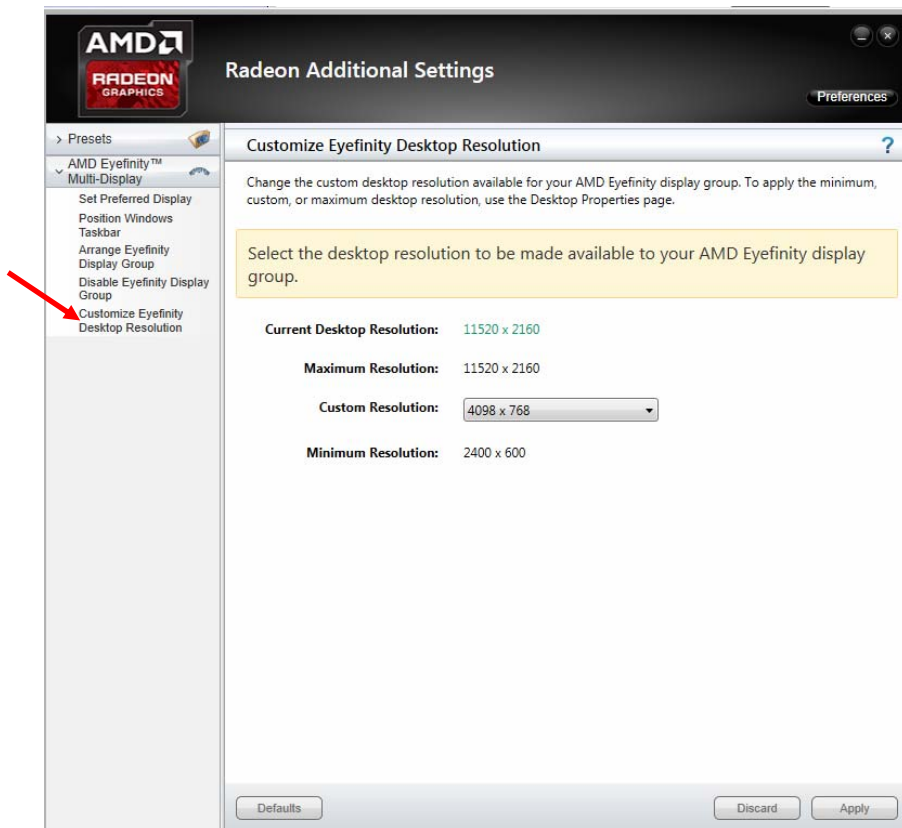 AMD
RADEON
GRAPHICS
Radeon Additional Settings
Preferences
Presets
AMD Eyefinity™
Multi-Display
Set Preferred Display
Position Windows
Taskbar
Arrange Eyefinity
Display Group
Disable Eyefinity Display
Group
Customize Eyefinity
Desktop Resolution
Customize Eyefinity Desktop Resolution
?
Change the custom desktop resolution available for your AMD Eyefinity display group. To apply the minimum,
custom, or maximum desktop resolution, use the Desktop Properties page.
Select the desktop resolution to be made available to your AMD Eyefinity display
group.
Current Desktop Resolution: 11520 x 2160
Maximum Resolution: 11520 x 2160
Custom Resolution: 4098 x 768
Minimum Resolution: 2400 x 600
Defaults Discard Apply